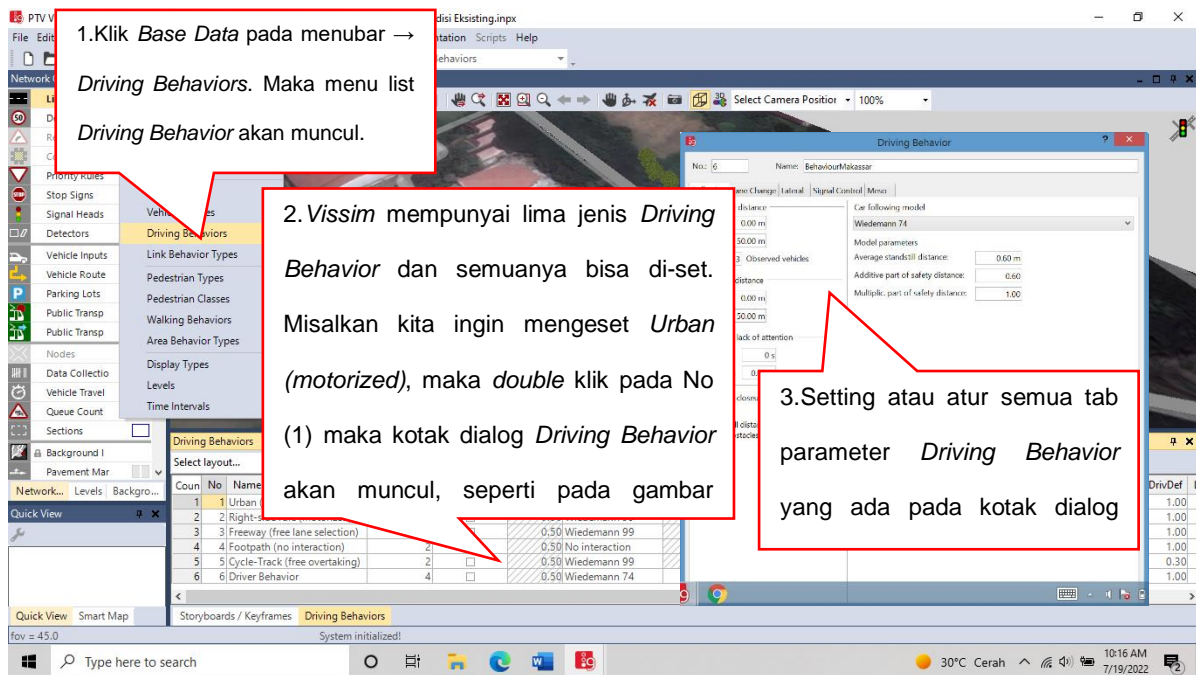 PTV V
disi Eksisting.inpx
File Edit
ntation Scripts Help
ehaviors
Select Camera Position 100%
1.Klik Base Data pada menubar →
Driving Behaviors. Maka menu list
Driving Behavior akan muncul.
2.Vissim mempunyai lima jenis Driving
Behavior dan semuanya bisa di-set.
Misalkan kita ingin mengeset Urban
(motorized), maka double klik pada No
(1) maka kotak dialog Driving Behavior
akan muncul, seperti pada gambar
3.Setting atau atur semua tab
parameter Driving Behavior
yang ada pada kotak dialog
Priority Rules
Stop Signs
Signal Heads
Detectors
Vehicle Inputs
Vehicle Route
Parking Lots
Public Transp
Public Transp
Nodes
Data Collectio
Vehicle Travel
Queue Count
Sections
Background I
Pavement Mar
Network... Levels Backgro...
Quick View
Quick View Smart Map
Driving Behaviors
Link Behavior Types
Pedestrian Types
Pedestrian Classes
Walking Behaviors
Area Behavior Types
Display Types
Levels
Time Intervals
Driving Behavior
No.: 6 Name: BehaviourMakassar
ane Change Lateral Signal Control Meso
distance
0.00 m
50.00 m
3 Observed vehicles
distance
0.00 m
50.00 m
lack of attention
0 s
Car following model
Wiedemann 74
Model parameters
Average standstill distance: 0.60 m
Additive part of safety distance: 0.60
Multiplic. part of safety distance: 1.00
Driving Behaviors
Select layout...
Coun No Name DrivDef
1 1 Urban ( 1.00
2 2 Right-s 1.00
3 3 Freeway (free lane selection) 0.50 Wiedemann 99 1.00
4 4 Footpath (no interaction) 2 0.50 No interaction 1.00
5 5 Cycle-Track (free overtaking) 2 0.50 Wiedemann 99 0.30
6 6 Driver Behavior 4 0.50 Wiedemann 74 1.00
Storyboards / Keyframes Driving Behaviors
fov = 45.0 System initialized!
Type here to search
30°C Cerah
10:16 AM
7/19/2022